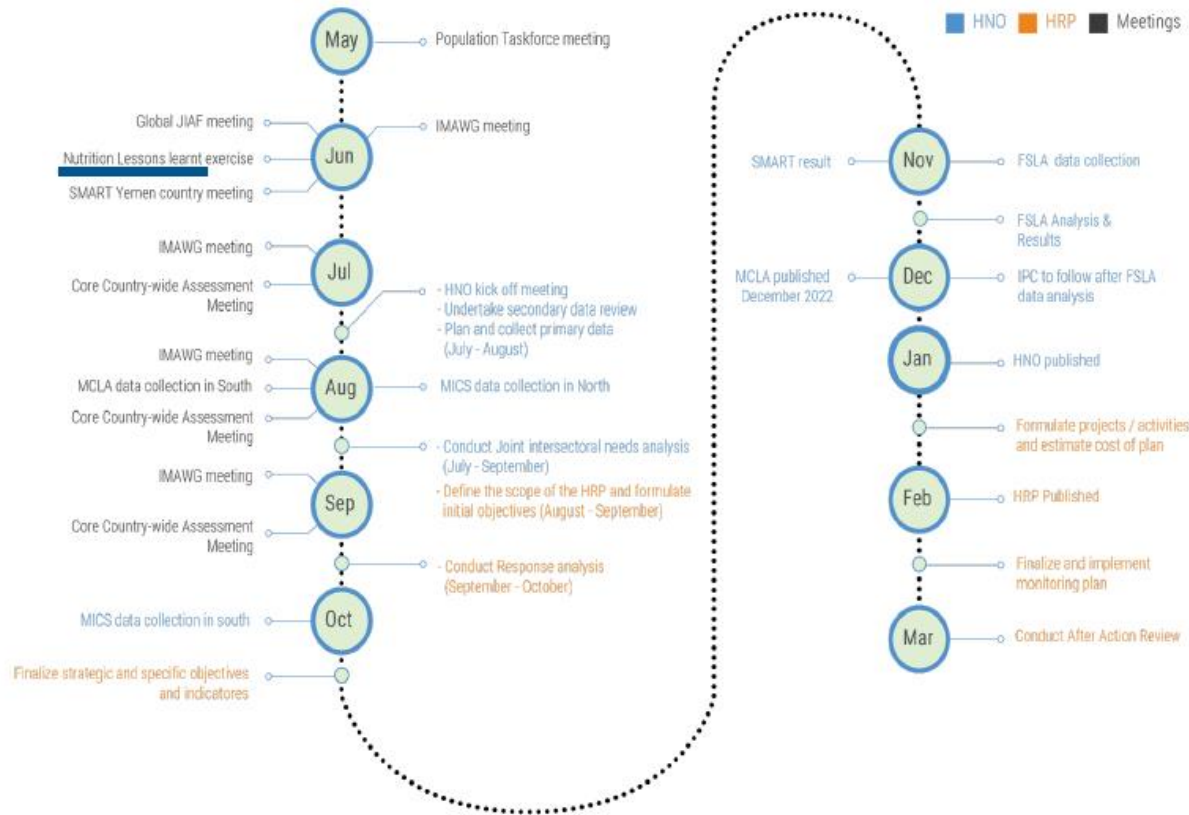 HNO
HRP
Meetings
May
Population Taskforce meeting
Global JIAF meeting
Nutrition Lessons learnt exercise
SMART Yemen country meeting
Jun
IMAWG meeting
IMAWG meeting
Core Country-wide Assessment
Meeting
Jul
- HNO kick off meeting
- Undertake secondary data review
- Plan and collect primary data
(July - August)
IMAWG meeting
MCLA data collection in South
Core Country-wide Assessment
Meeting
Aug
MICS data collection in North
- Conduct Joint intersectoral needs analysis
(July - September)
- Define the scope of the HRP and formulate
initial objectives (August - September)
IMAWG meeting
Core Country-wide Assessment
Meeting
Sep
- Conduct Response analysis
(September - October)
MICS data collection in south
Oct
Finalize strategic and specific objectives
and indicatores
SMART result
Nov
FSLA data collection
FSLA Analysis &
Results
MCLA published
December 2022
Dec
IPC to follow after FSLA
data analysis
Jan
HNO published
Formulate projects / activities
and estimate cost of plan
Feb
HRP Published
Finalize and implement
monitoring plan
Mar
Conduct After Action Review